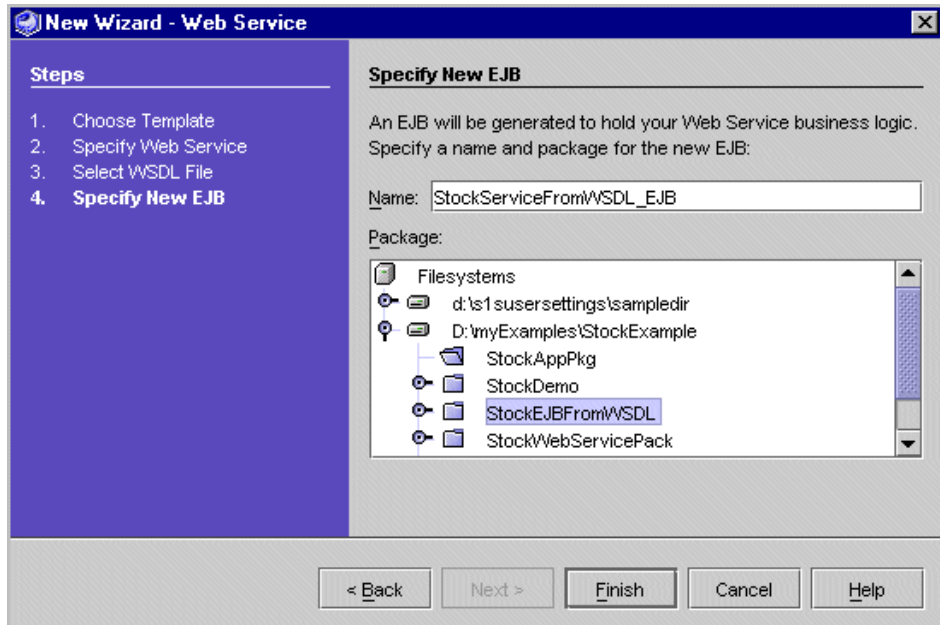 New Wizard - Web Service
Steps
1. Choose Template
2. Specify Web Service
3. Select WSDL File
4. Specify New EJB
Specify New EJB
An EJB will be generated to hold your Web Service business logic.
Specify a name and package for the new EJB:
Name: StockServiceFromWSDL_EJB
Package:
Filesystems
d:\s1susersettings\sampledir
D:\myExamples\StockExample
StockAppPkg
StockDemo
StockEJBFromWSDL
StockWebServicePack
< Back Next > Finish Cancel Help